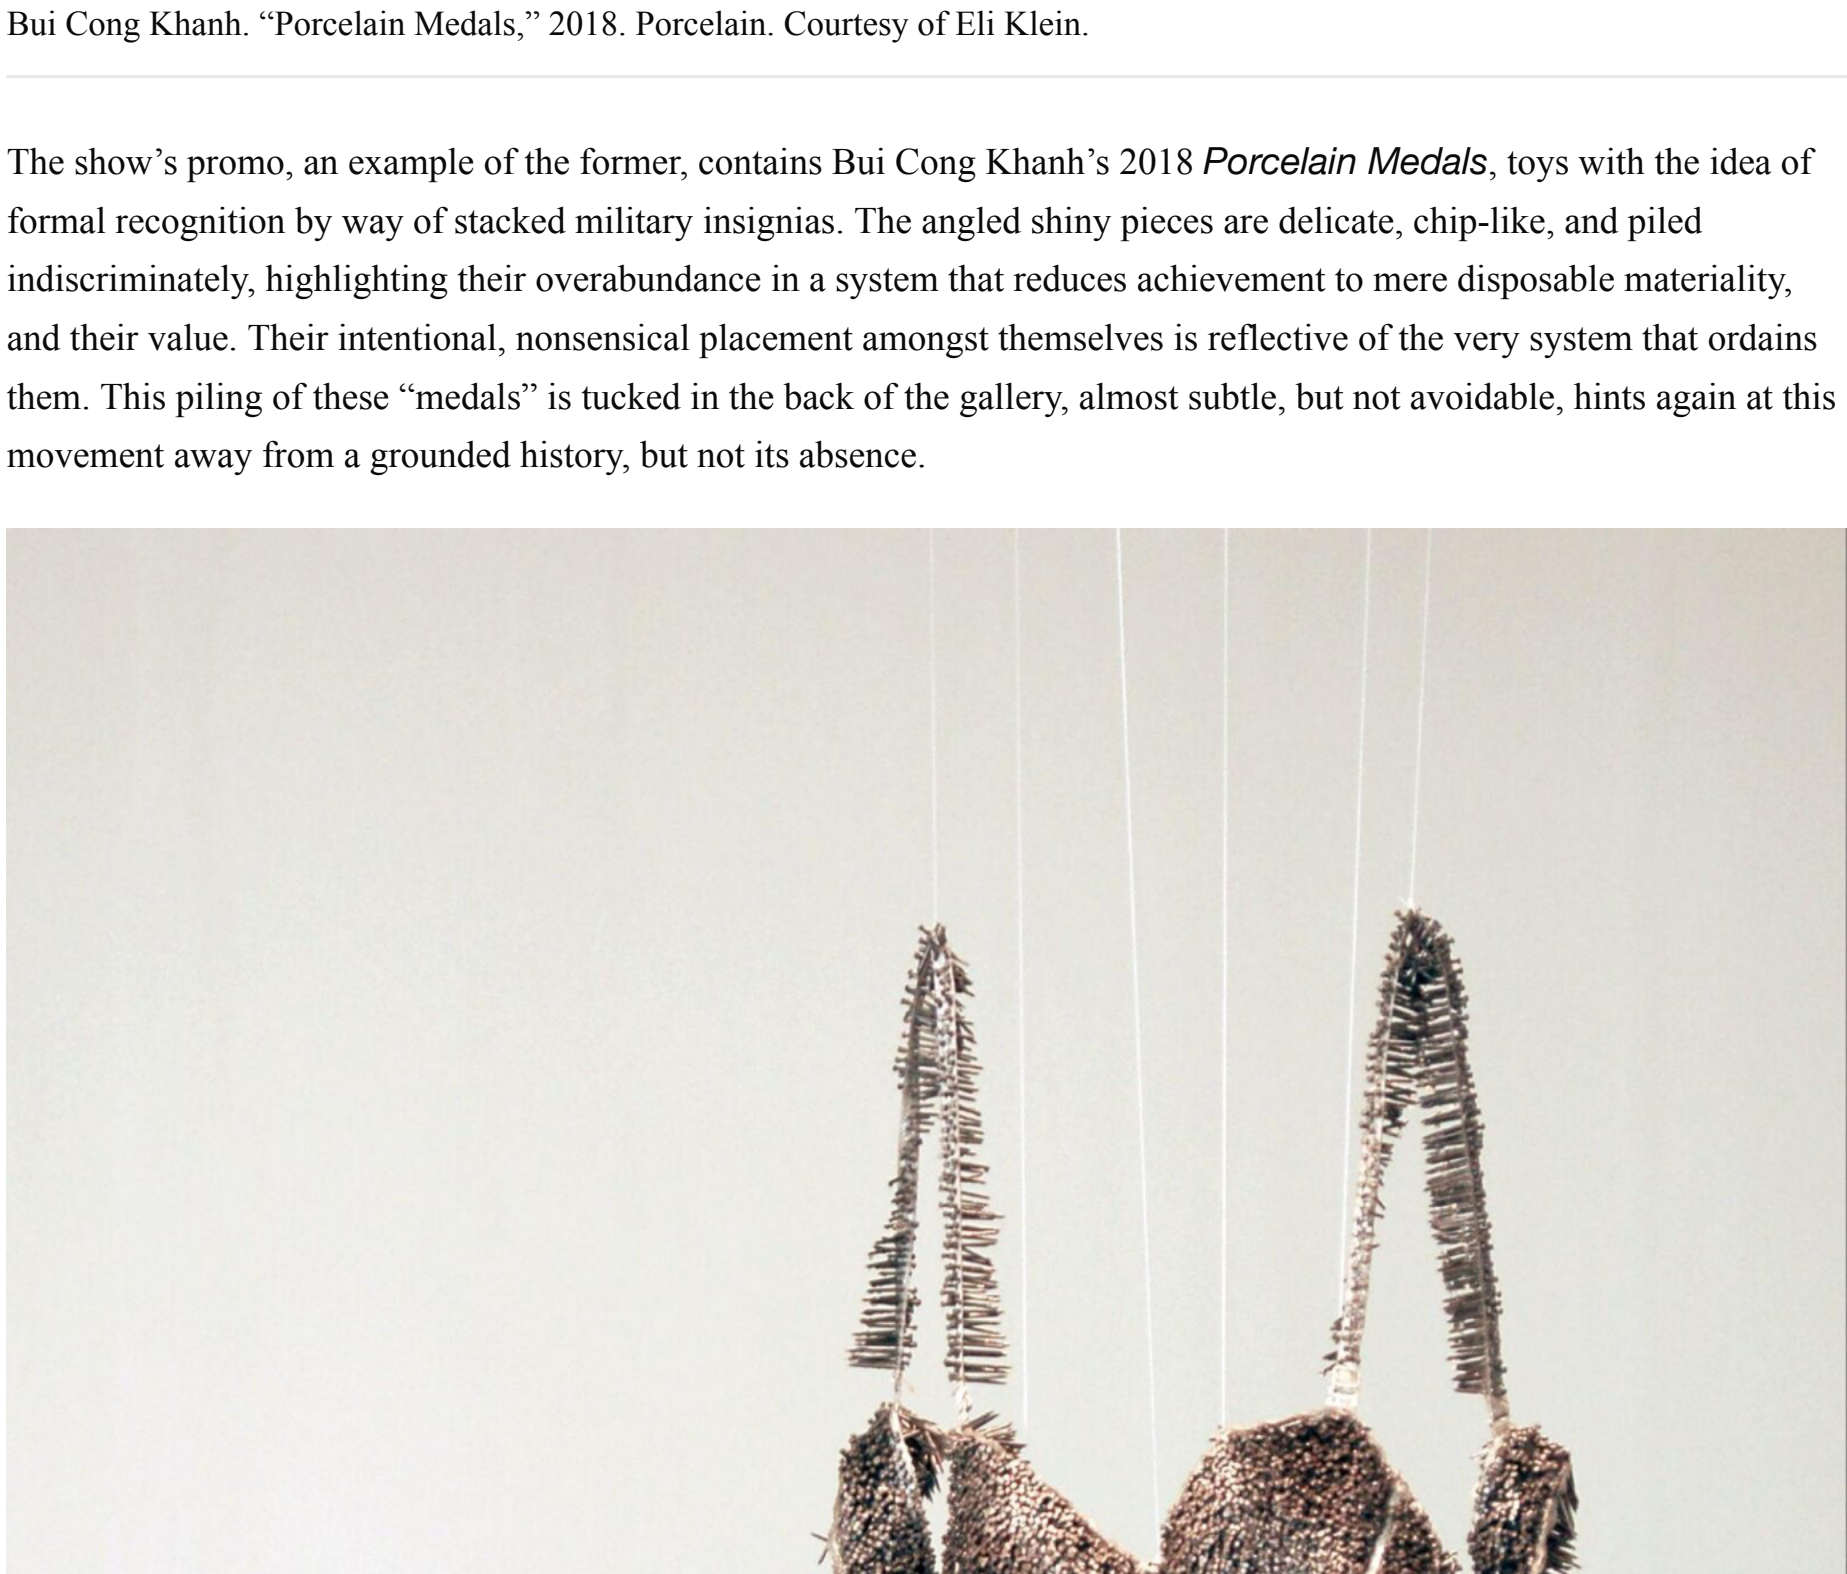 Bui Cong Khanh. “Porcelain Medals,” 2018. Porcelain. Courtesy of Eli Klein.
The show’s promo, an example of the former, contains Bui Cong Khanh’s 2018 Porcelain Medals, toys with the idea of
formal recognition by way of stacked military insignias. The angled shiny pieces are delicate, chip-like, and piled
indiscriminately, highlighting their overabundance in a system that reduces achievement to mere disposable materiality,
and their value. Their intentional, nonsensical placement amongst themselves is reflective of the very system that ordains
them. This piling of these “medals” is tucked in the back of the gallery, almost subtle, but not avoidable, hints again at this
movement away from a grounded history, but not its absence.